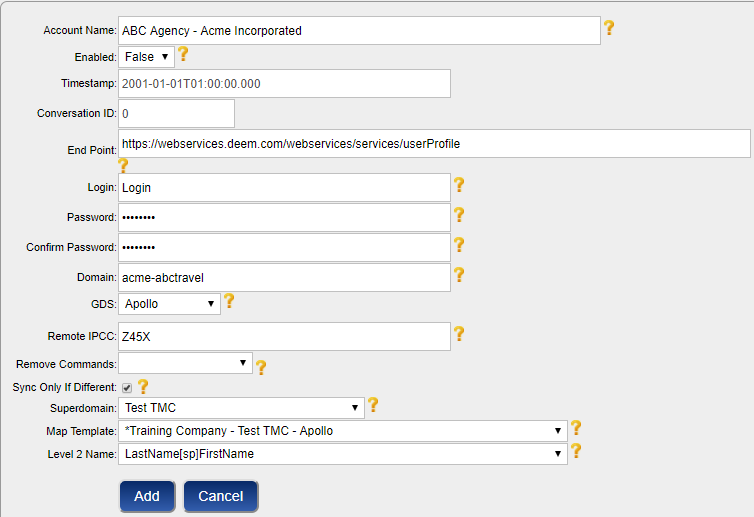 Account Name: ABC Agency - Acme Incorporated ?
Enabled: False ?
Timestamp: 2001-01-01T01:00:00.000
Conversation ID: 0
End Point: https://webservices.deem.com/webservices/services/userProfile
?
Login: Login ?
Password: •••••••• ?
Confirm Password: •••••••• ?
Domain: acme-abctravel ?
GDS: Apollo ?
Remote IPCC: Z45X ?
Remove Commands: ?
Sync Only If Different: ?
Superdomain: Test TMC ?
Map Template: *Training Company - Test TMC - Apollo ?
Level 2 Name: LastName[sp]FirstName ?
Add Cancel